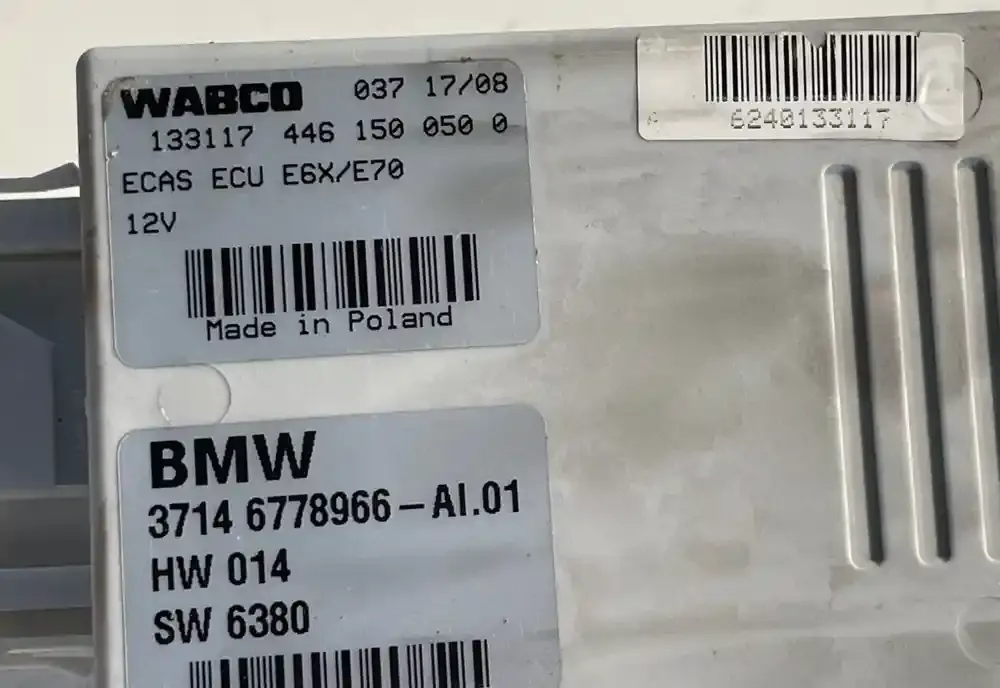 WABCO 037 17/08
133117 446 150 050 0
ECAS ECU E6X/E70
12V
Made in Poland
6240133117
BMW
3714 6778966–AI.01
HW 014
SW 6380